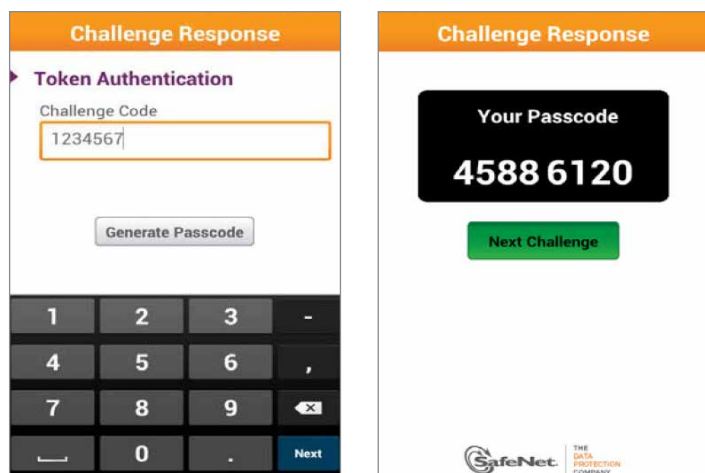 Challenge Response
Token Authentication
Challenge Code
1234567
Generate Passcode
1 2 3 -
4 5 6 ,
7 8 9
0 .
Next
Challenge Response
Your Passcode
4588 6120
Next Challenge
SafeNet.
THE
DATA
PROTECTION
COMPANY